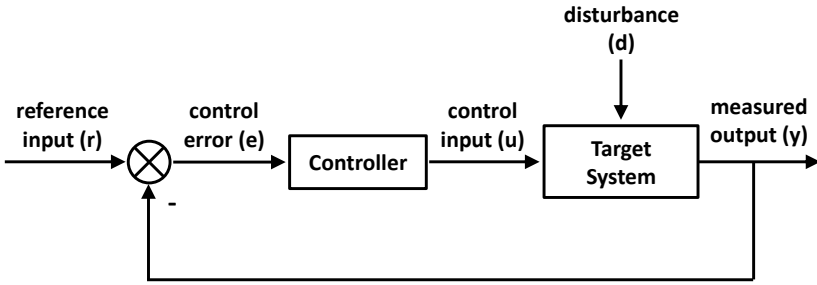 disturbance
(d)
reference
input (r)
control
error (e)
Controller
control
input (u)
Target
System
measured
output (y)
-